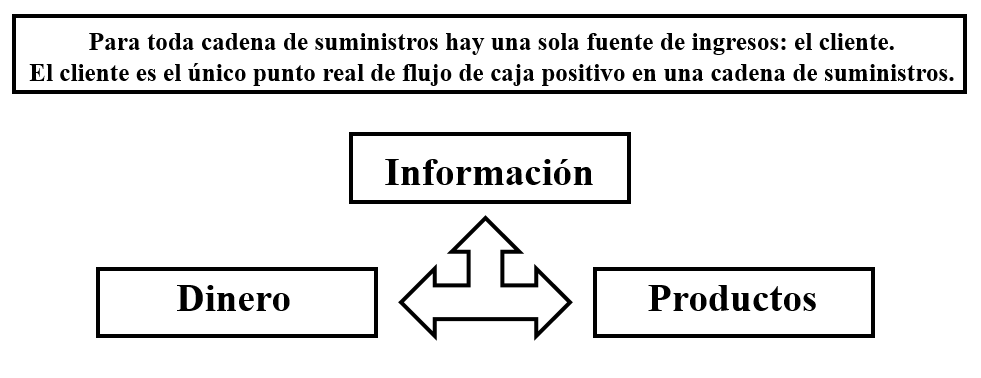 Para toda cadena de suministros hay una sola fuente de ingresos: el cliente.
El cliente es el único punto real de flujo de caja positivo en una cadena de suministros.
Información
Dinero
Productos